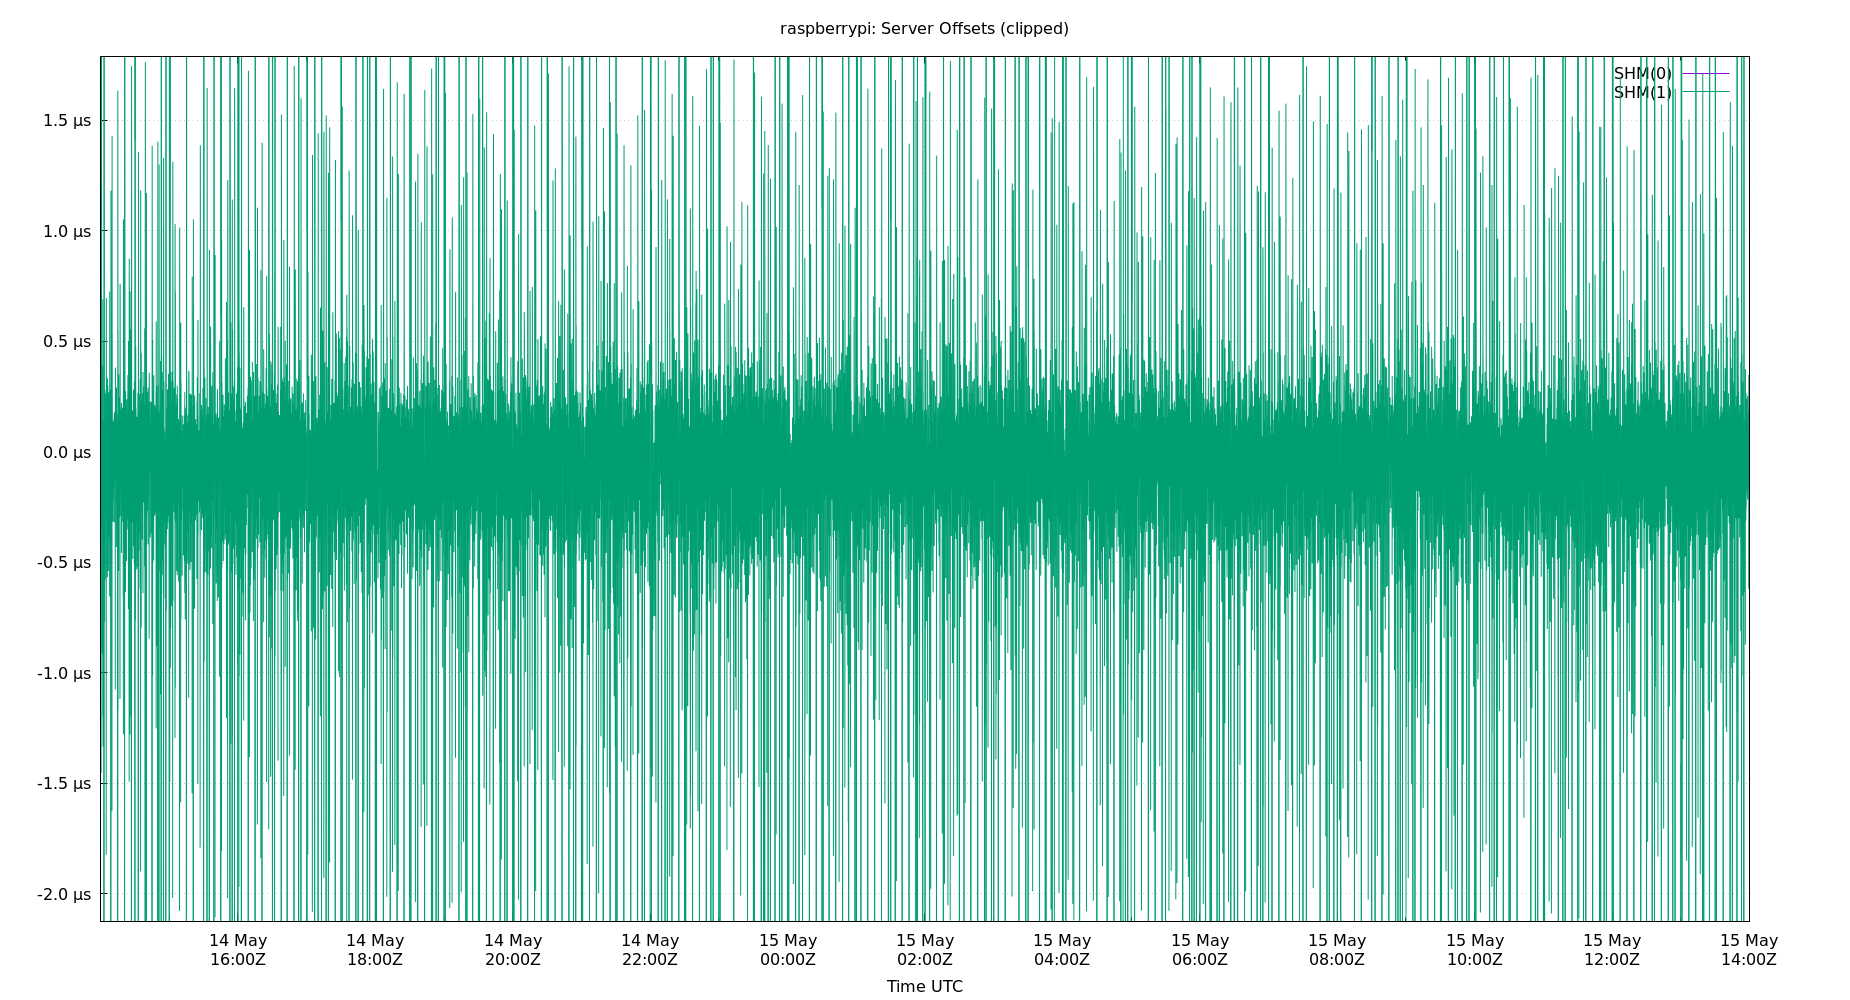 raspberrypi: Server Offsets (clipped)
SHM(0)
SHM(1)
1.5 µs
1.0 µs
0.5 µs
0.0 µs
-0.5 µs
-1.0 µs
-1.5 µs
-2.0 µs
14 May 14 May 14 May 14 May 15 May 15 May 15 May 15 May 15 May 15 May 15 May 15 May
16:00Z 18:00Z 20:00Z 22:00Z 00:00Z 02:00Z 04:00Z 06:00Z 08:00Z 10:00Z 12:00Z 14:00Z
Time UTC